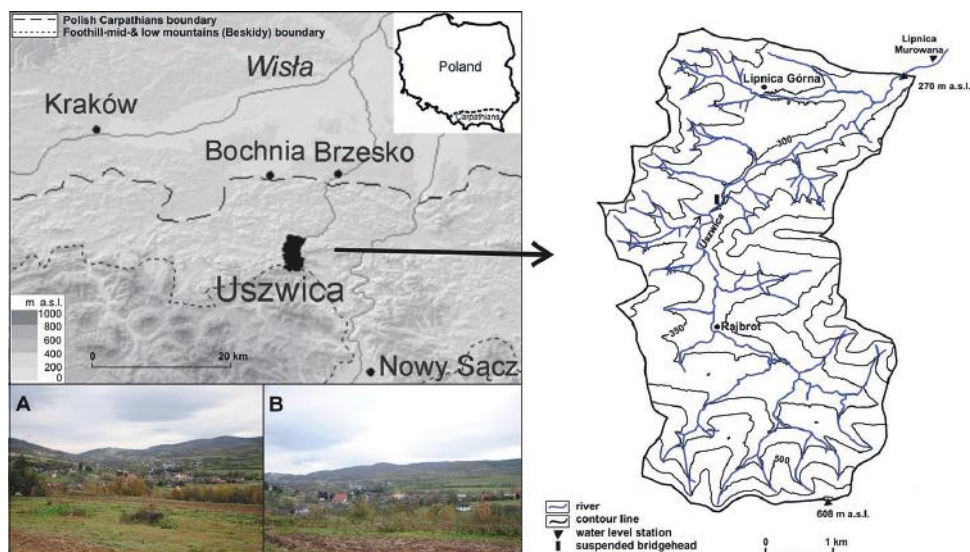 Polish Carpathians boundary
Foothill-mid-& low mountains (Beskidy) boundary
Wisła
Poland
Carpathians
Kraków
Bochnia Brzesko
Uszwica
m a.s.l.
1000
800
600
400
200
0
0 20 km
Nowy Sącz
A
B
Lipnica
Murowana
Lipnica Górna
270 m a.s.l.
300
Uszwica
350
Rajbrot
500
608 m a.s.l.
river
contour line
water level station
suspended bridgehead
0 1 km